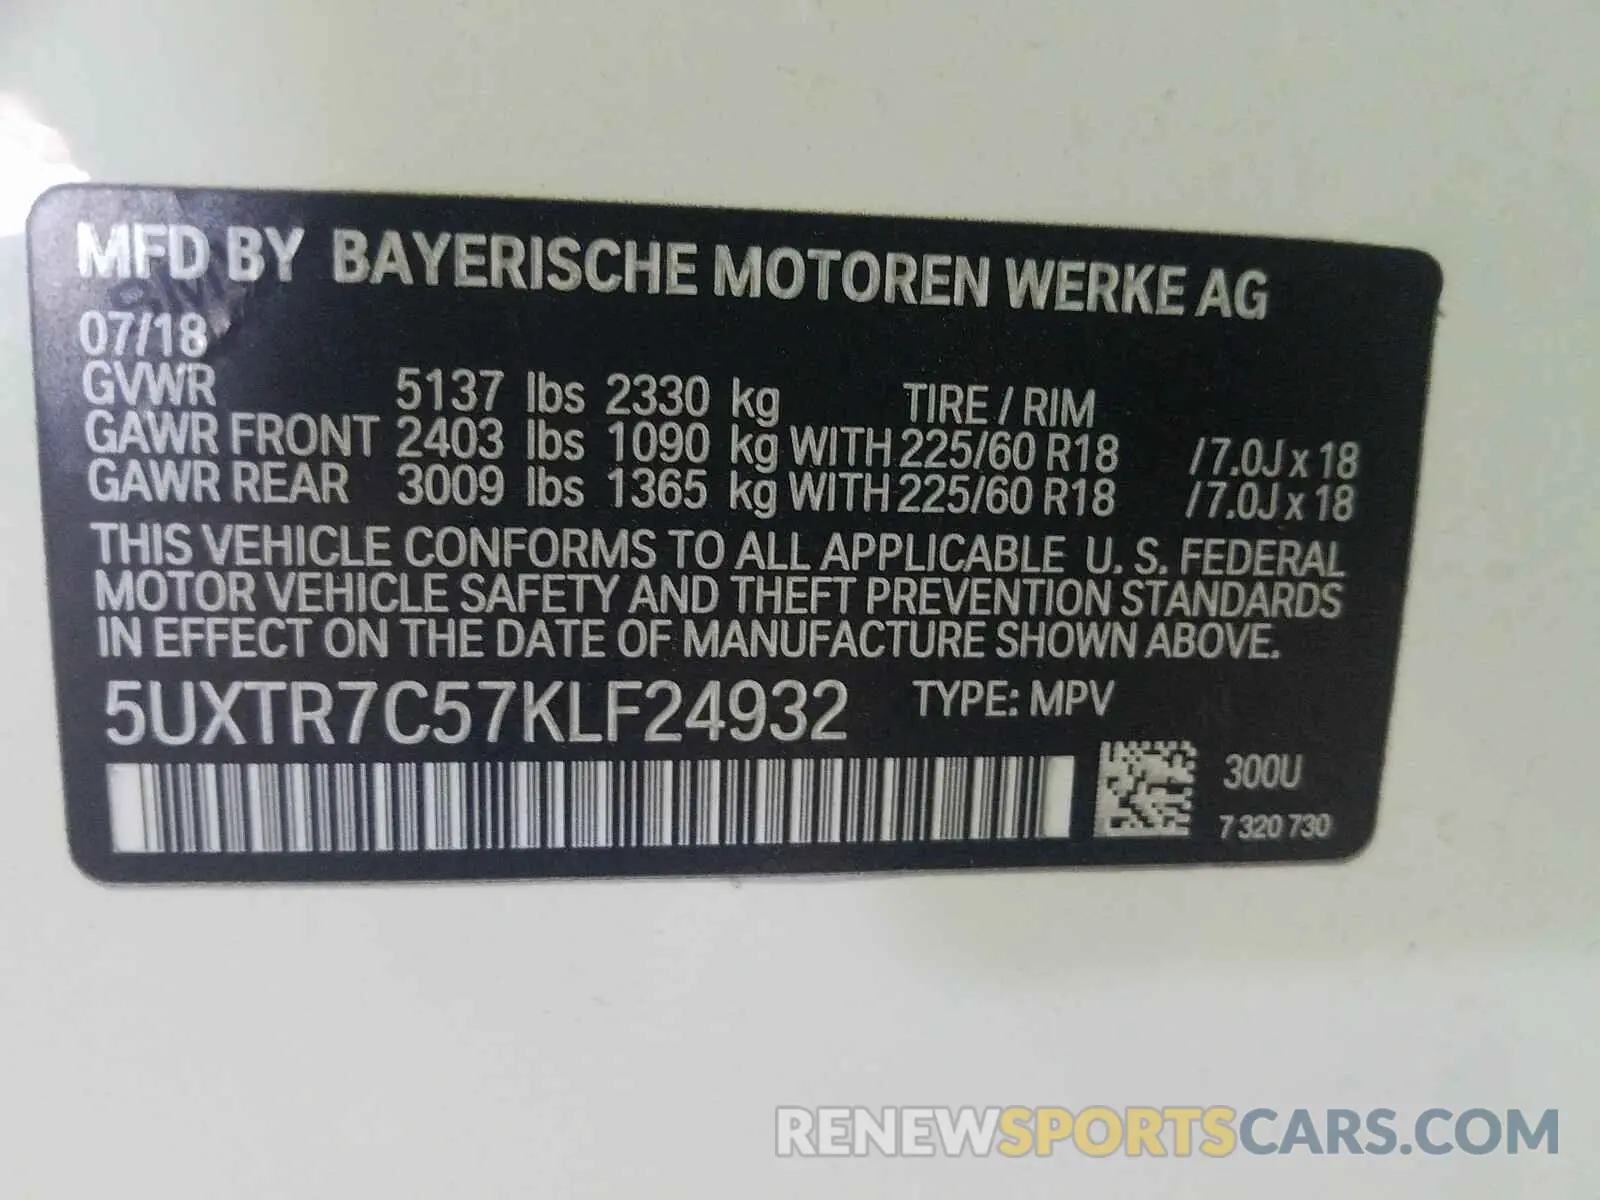 MFD BY BAYERISCHE MOTOREN WERKE AG
07/18
GVWR 5137 lbs 2330 kg TIRE / RIM
GAWR FRONT 2403 lbs 1090 kg WITH 225/60 R18 /7.0J x 18
GAWR REAR 3009 lbs 1365 kg WITH 225/60 R18 /7.0J x 18
THIS VEHICLE CONFORMS TO ALL APPLICABLE U. S. FEDERAL
MOTOR VEHICLE SAFETY AND THEFT PREVENTION STANDARDS
IN EFFECT ON THE DATE OF MANUFACTURE SHOWN ABOVE.
5UXTR7C57KLF24932 TYPE: MPV
300U
7 320 730
RENEWSPORTSCARS.COM